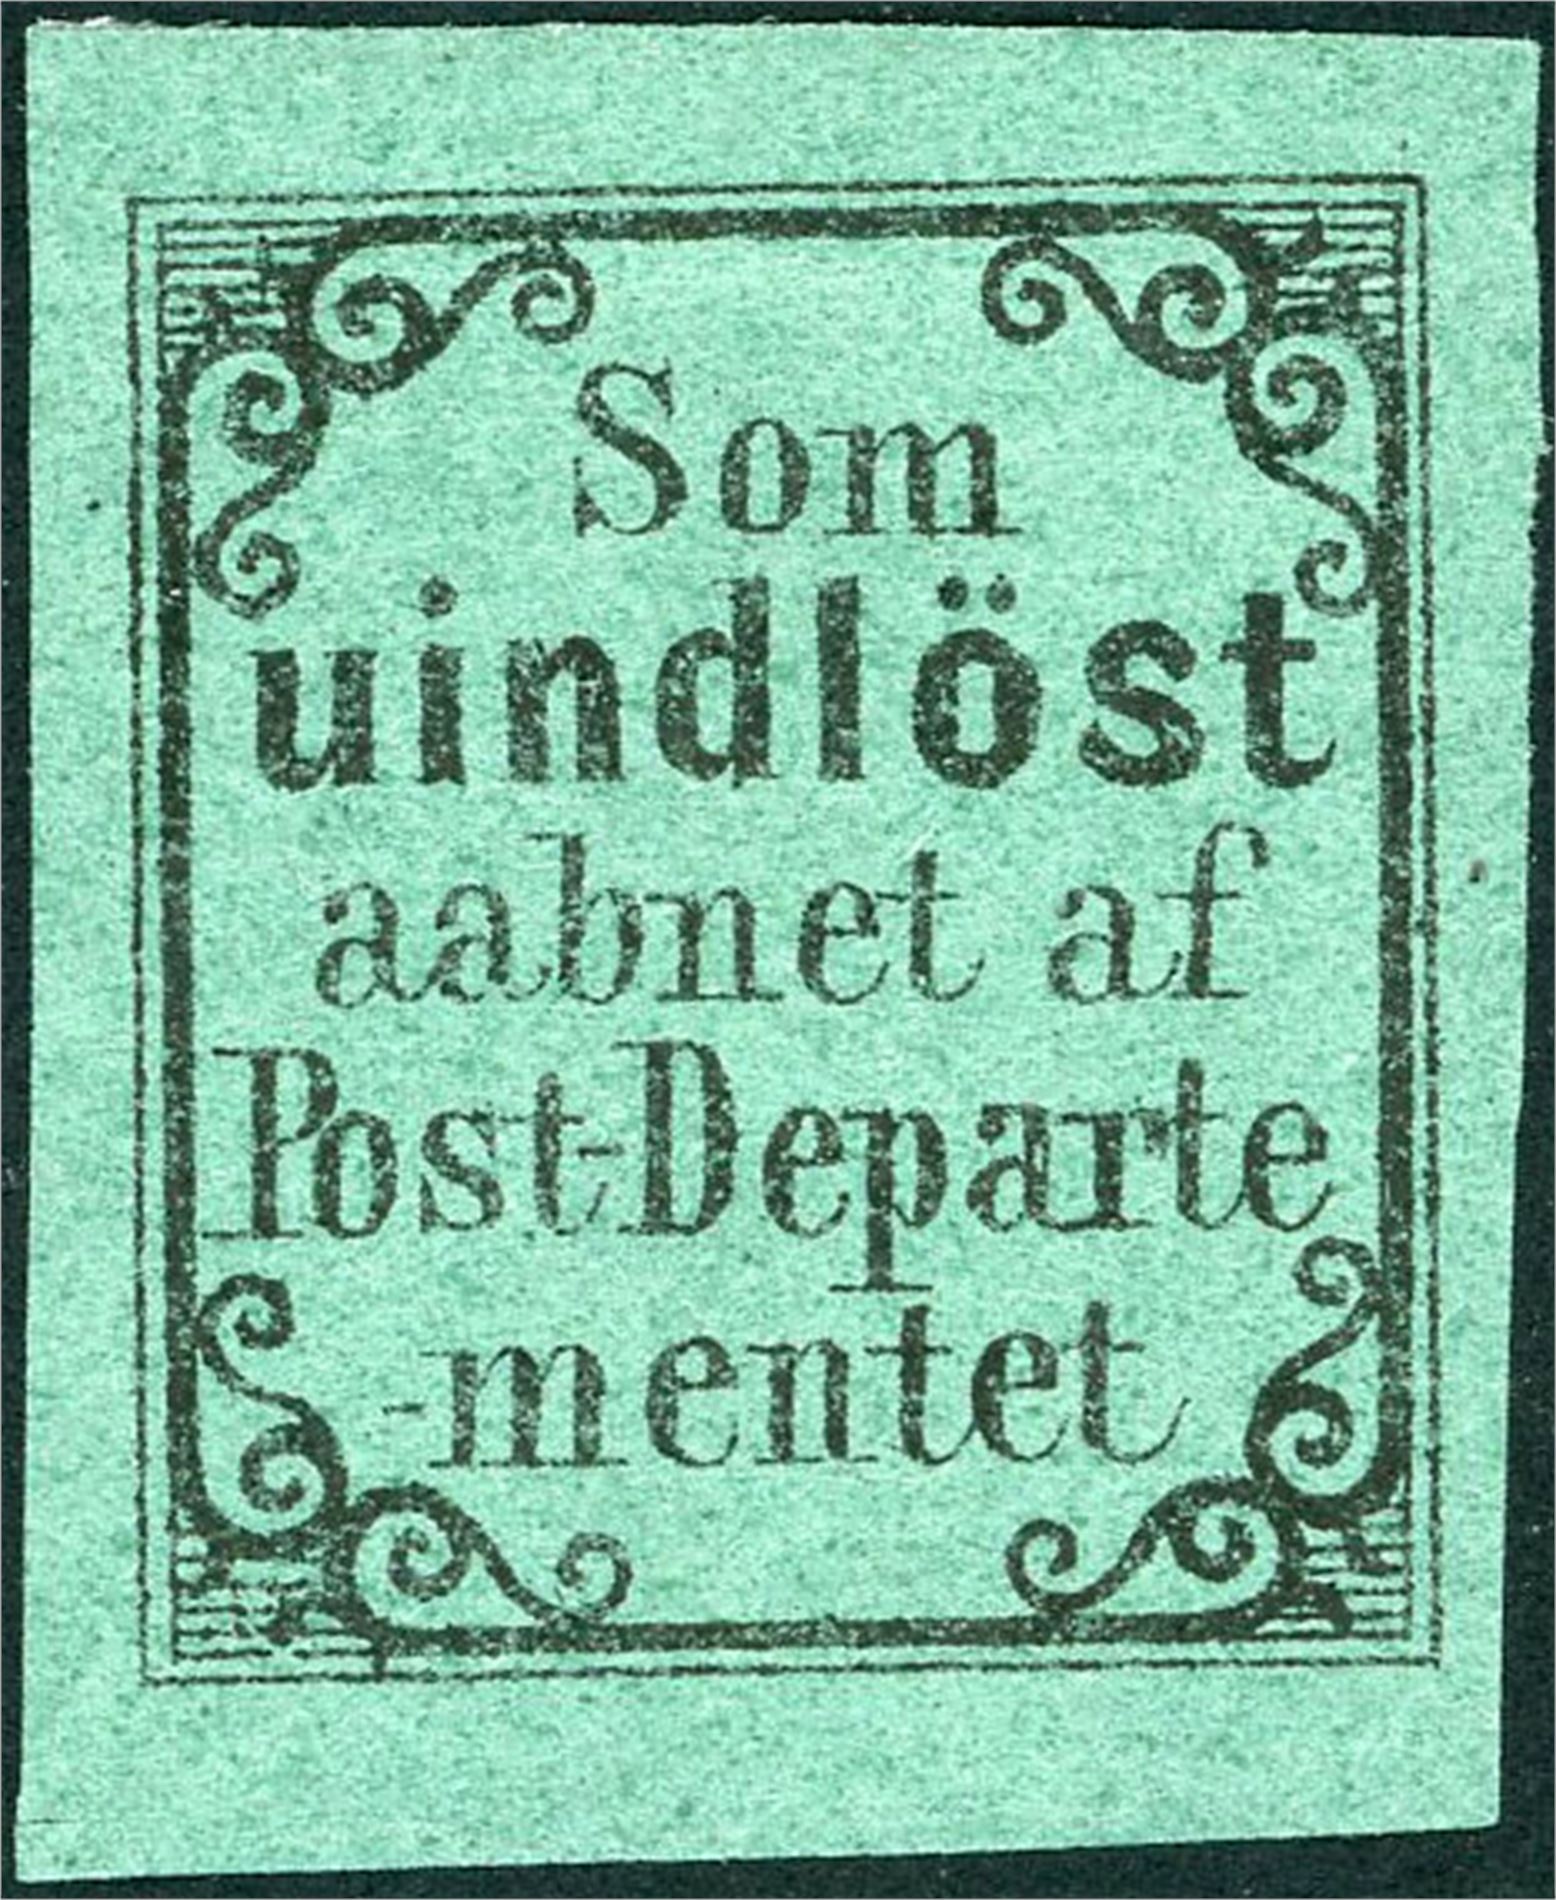 Som
uindlöst
aabnet af
Post-Departe
-mentet